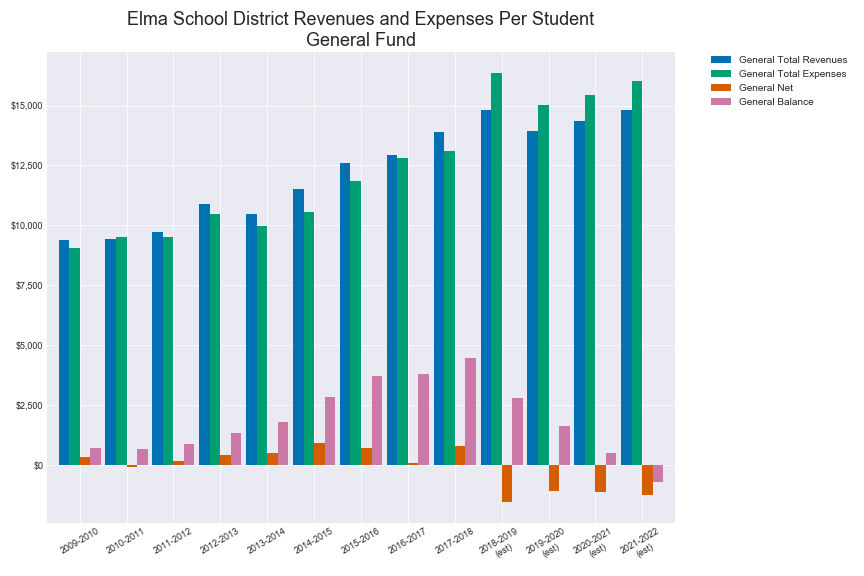 Elma School District Revenues and Expenses Per Student
General Fund
General Total Revenues
General Total Expenses
General Net
General Balance
$15,000
$12,500
$10,000
$7,500
$5,000
$2,500
$0
2009-2010
2010-2011
2011-2012
2012-2013
2013-2014
2014-2015
2015-2016
2016-2017
2017-2018
2018-2019
(est)
2019-2020
(est)
2020-2021
(est)
2021-2022
(est)